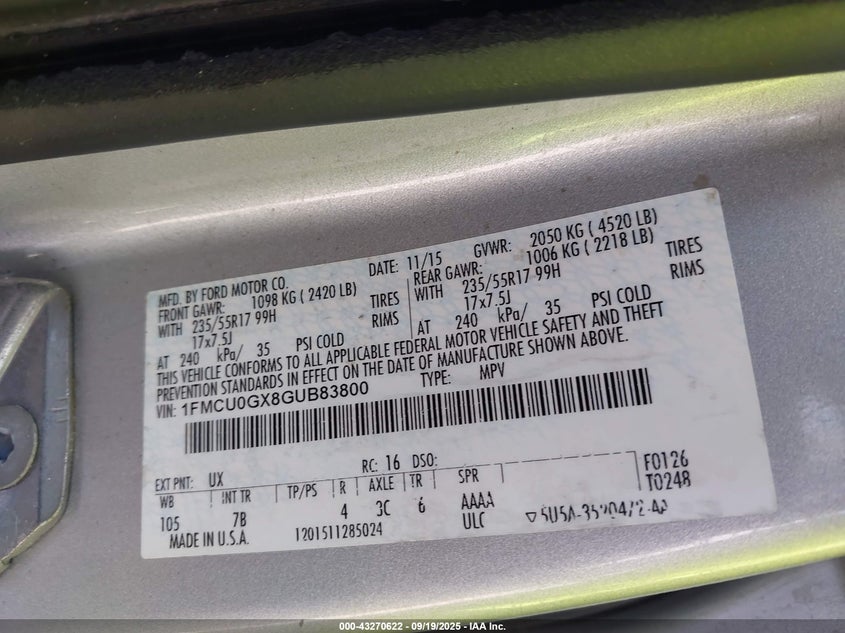 MFD. BY FORD MOTOR CO. DATE: 11/15 GVWR: 2050 KG ( 4520 LB)
FRONT GAWR: 1098 KG ( 2420 LB) REAR GAWR: 1006 KG ( 2218 LB)
WITH 235/55R17 99H TIRES WITH 235/55R17 99H TIRES
17x7.5J RIMS 17x7.5J RIMS
AT 240 kPa/ 35 PSI COLD AT 240 kPa/ 35 PSI COLD
THIS VEHICLE CONFORMS TO ALL APPLICABLE FEDERAL MOTOR VEHICLE SAFETY AND THEFT
PREVENTION STANDARDS IN EFFECT ON THE DATE OF MANUFACTURE SHOWN ABOVE.
VIN: 1FMCU0GX8GUB83800 TYPE: MPV
EXT PNT: UX RC: 16 DSO: F0126
WB INT TR TP/PS R AXLE TR SPR T0248
105 7B 4 3C 6 AAAA
ULC
MADE IN U.S.A. 1201511285024
000-43270622 - 09/19/2025 - IAA Inc.